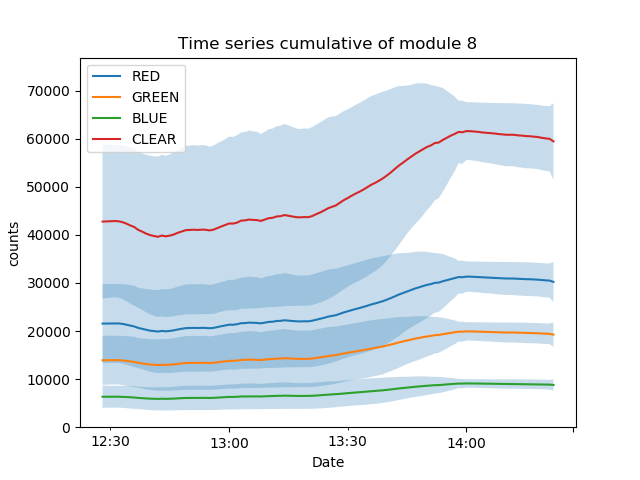 Time series cumulative of module 8
RED
GREEN
BLUE
CLEAR
70000
60000
50000
40000
30000
20000
10000
0
counts
12:30
13:00
13:30
14:00
Date